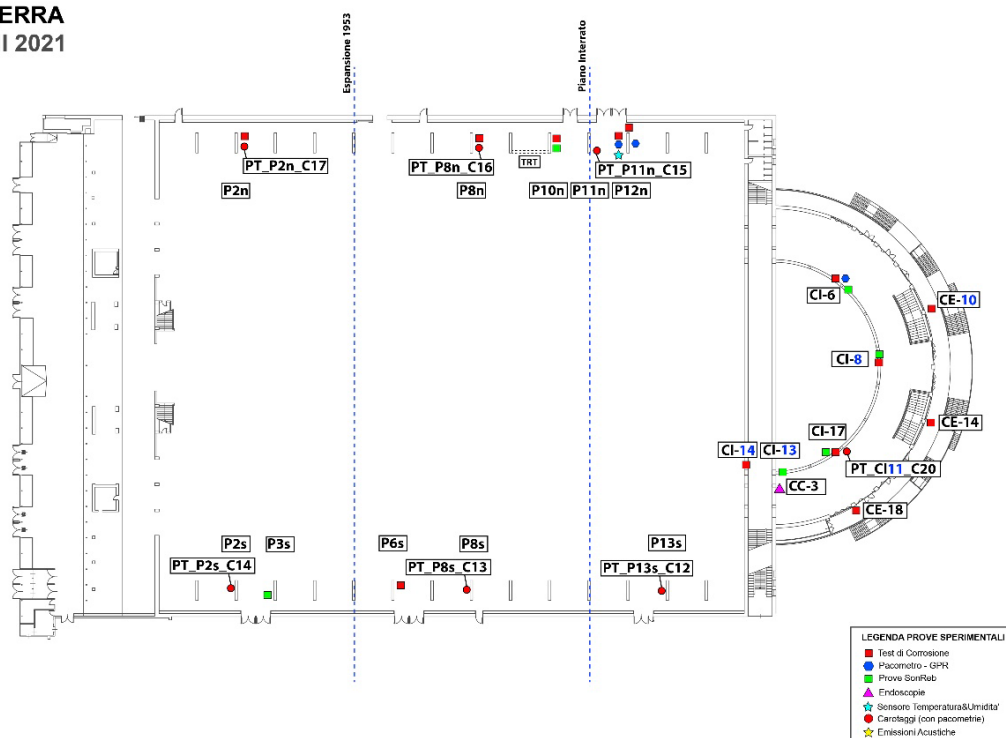 ERRA
I 2021
Espansione 1953
Piano Interrato
PT_P2n_C17
PT_P8n_C16
TRT
PT_P11n_C15
P2n
P8n
P10n
P11n
P12n
CI-6
CE-10
CI-8
CE-14
CI-17
CI-14
CI-13
PT_CI11_C20
CC-3
CE-18
P2s
P3s
P6s
P8s
P13s
PT_P2s_C14
PT_P8s_C13
PT_P13s_C12
LEGENDA PROVE SPERIMENTALI
Test di Corrosione
Pacometro - GPR
Prove SonReb
Endoscopie
Sensore Temperatura&Umidita'
Carotaggi (con pacometrie)
Emissioni Acustiche